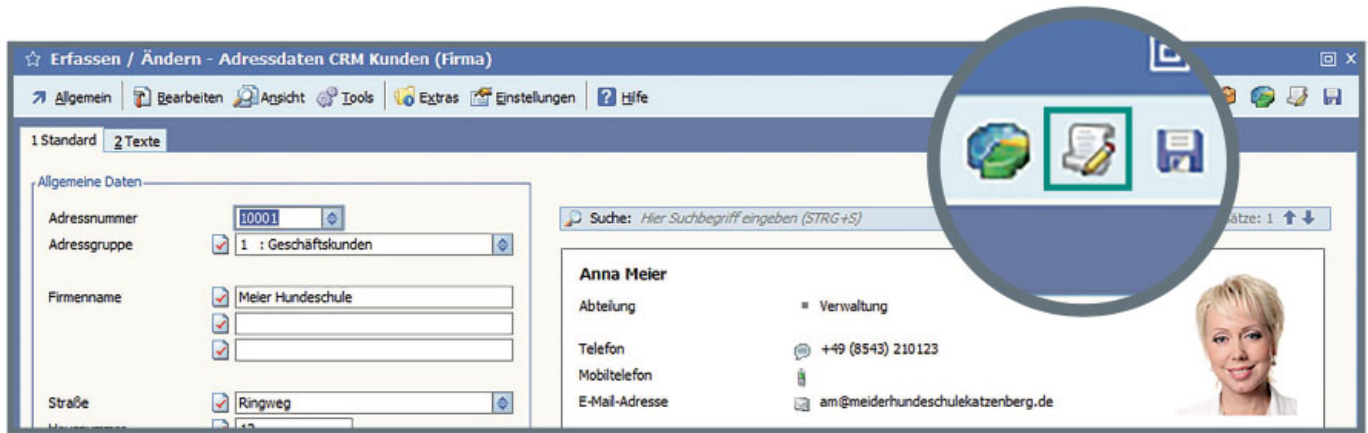 Erfassen / Ändern - Adressdaten CRM Kunden (Firma)
Allgemein Bearbeiten Ansicht Tools Extras Einstellungen Hilfe
1 Standard 2 Texte
Allgemeine Daten
Adressnummer 10001
Adressgruppe 1 : Geschäftskunden
Firmenname Meier Hundeschule
Straße Ringweg
Suche: Hier Suchbegriff eingeben (STRG+S) 1
Anna Meier
Abteilung Verwaltung
Telefon +49 (8543) 210123
Mobiltelefon
E-Mail-Adresse am@meiderhundeschulekatzenberg.de